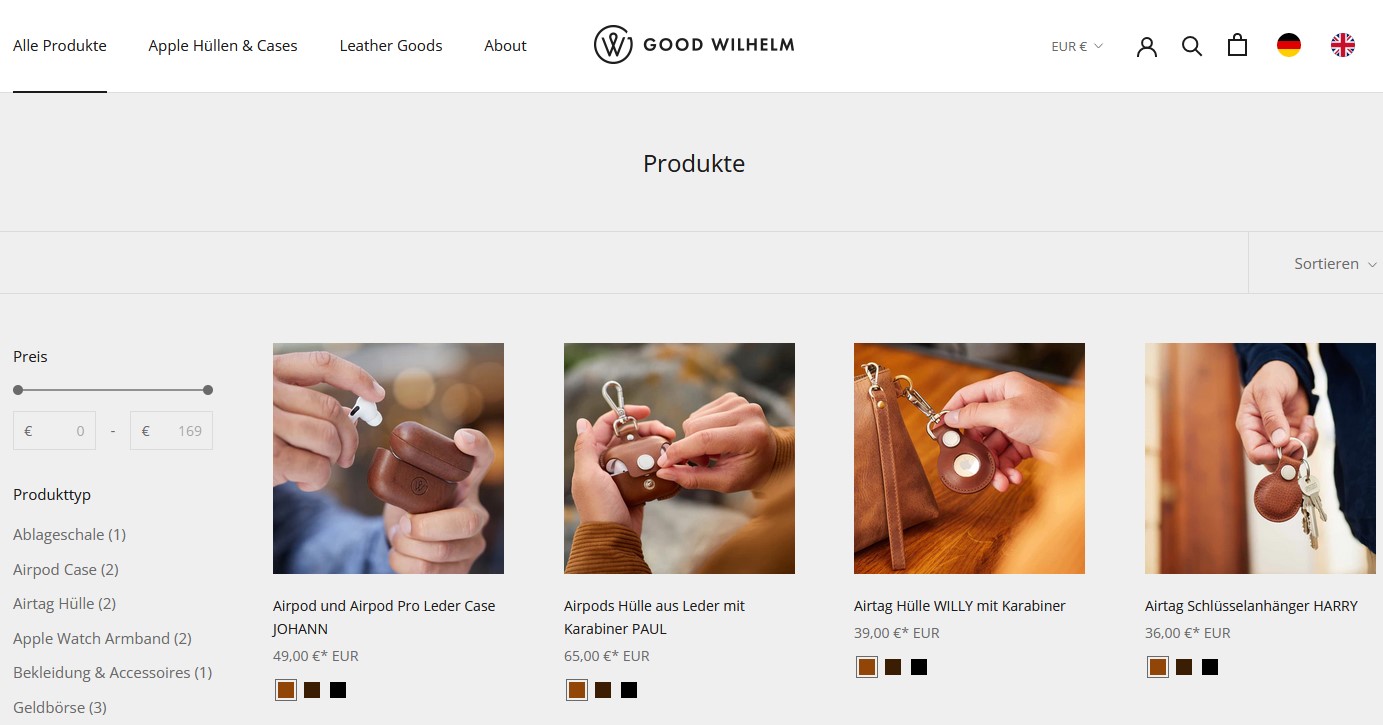 Alle Produkte
Apple Hüllen & Cases
Leather Goods
About
GOOD WILHELM
EUR €
Produkte
Sortieren
Preis
€ 0 - € 169
Produkttyp
Ablageschale (1)
Airpod Case (2)
Airtag Hülle (2)
Apple Watch Armband (2)
Bekleidung & Accessoires (1)
Geldbörse (3)
Airpod und Airpod Pro Leder Case
JOHANN
49,00 €* EUR
Airpods Hülle aus Leder mit
Karabiner PAUL
65,00 €* EUR
Airtag Hülle WILLY mit Karabiner
39,00 €* EUR
Airtag Schlüsselanhänger HARRY
36,00 €* EUR